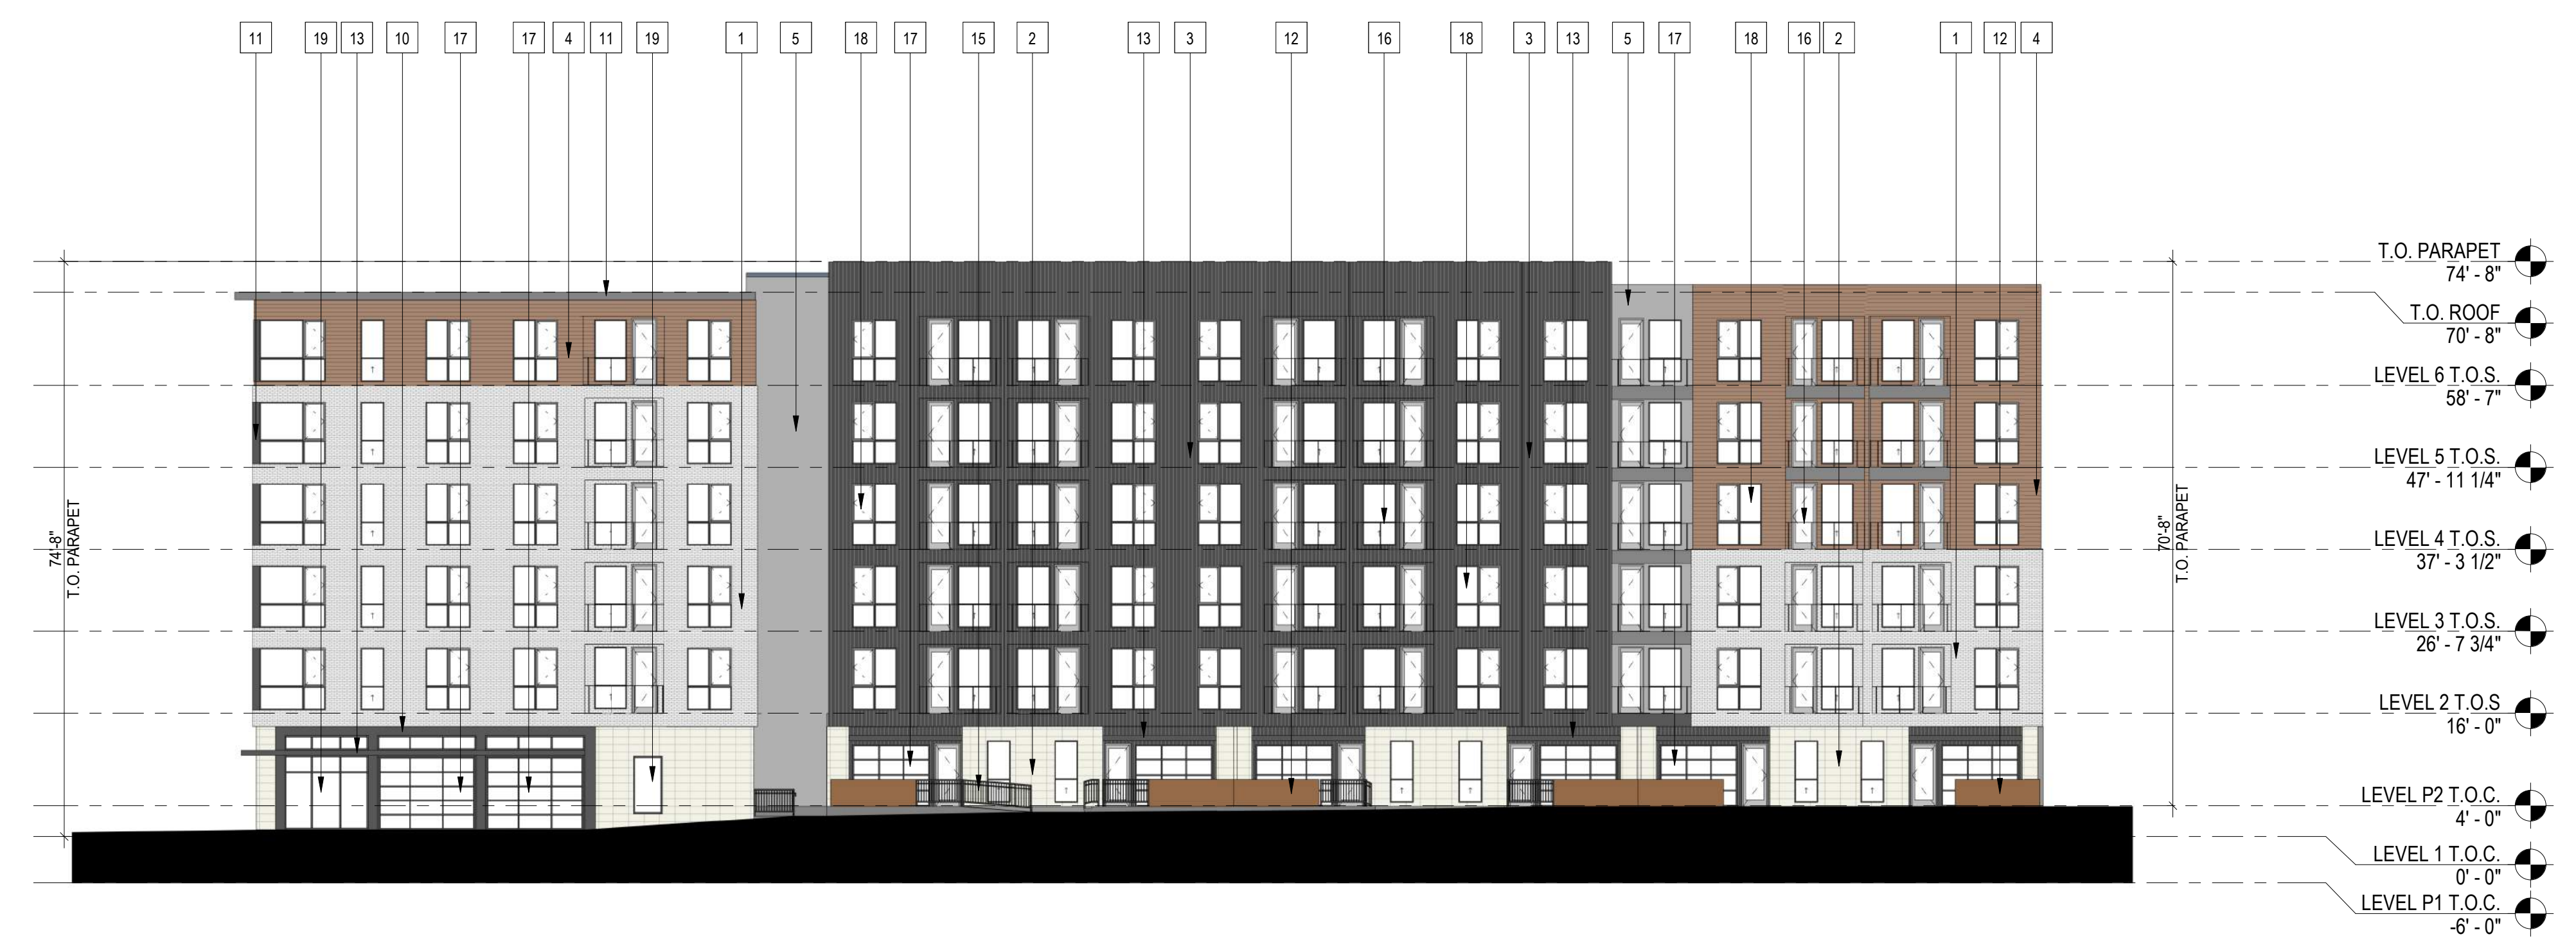 11 19 13 10 17 17 4 11 19 1 5 18 17 15 2 13 3 12 16 18 3 13 5 17 18 16 2 1 12 4
T.O. PARAPET
74' - 8"
T.O. ROOF
70' - 8"
LEVEL 6 T.O.S.
58' - 7"
LEVEL 5 T.O.S.
47' - 11 1/4"
LEVEL 4 T.O.S.
37' - 3 1/2"
LEVEL 3 T.O.S.
26' - 7 3/4"
LEVEL 2 T.O.S
16' - 0"
LEVEL P2 T.O.C.
4' - 0"
LEVEL 1 T.O.C.
0' - 0"
LEVEL P1 T.O.C.
-6' - 0"
74'-8"
T.O. PARAPET
70'-8"
T.O. PARAPET